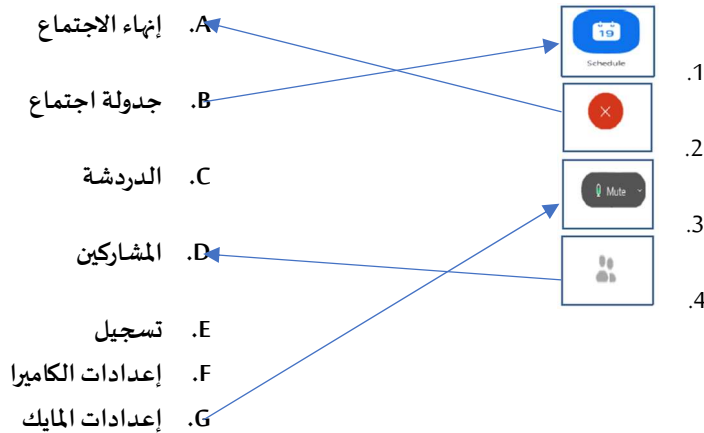 19
Schedule
.1
.2
Mute
.3
.4
A. إنهاء الاجتماع
B. جدولة اجتماع
C. الدردشة
D. المشاركين
E. تسجيل
F. إعدادات الكاميرا
G. إعدادات المايك